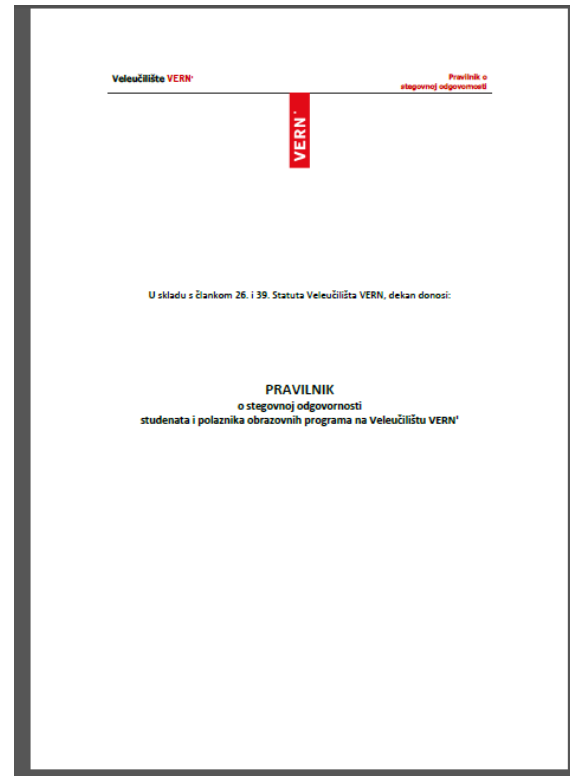 Veleučilište VERN'
Pravilnik o
stegovnoj odgovornosti
VERN'
U skladu s člankom 26. i 39. Statuta Veleučilišta VERN, dekan donosi:
PRAVILNIK
o stegovnoj odgovornosti
studenata i polaznika obrazovnih programa na Veleučilištu VERN'